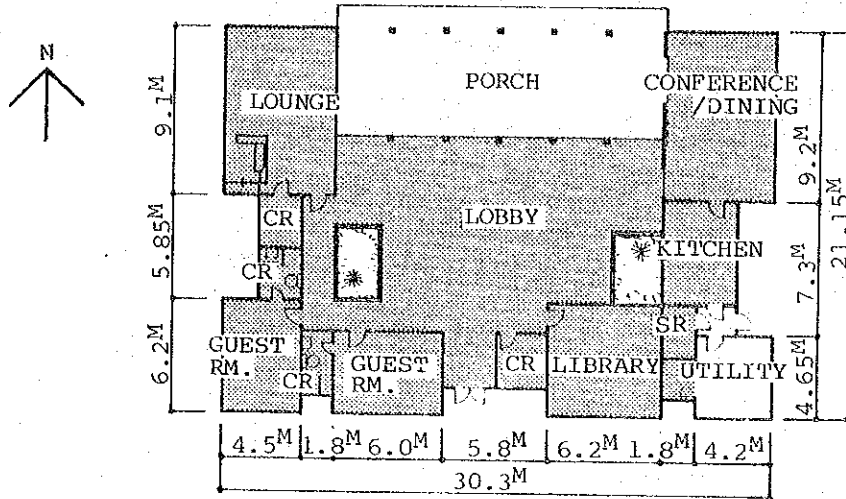 N
PORCH
CONFERENCE
/DINING
LOUNGE
9.1M
9.2M
21.15M
CR
LOBBY
5.85M
CR
KITCHEN
7.3M
SR
GUEST
RM.
GUEST
RM.
CR
CR
LIBRARY
UTILITY
6.2M
4.65M
4.5M
1.8M
6.0M
5.8M
6.2M
1.8M
4.2M
30.3M